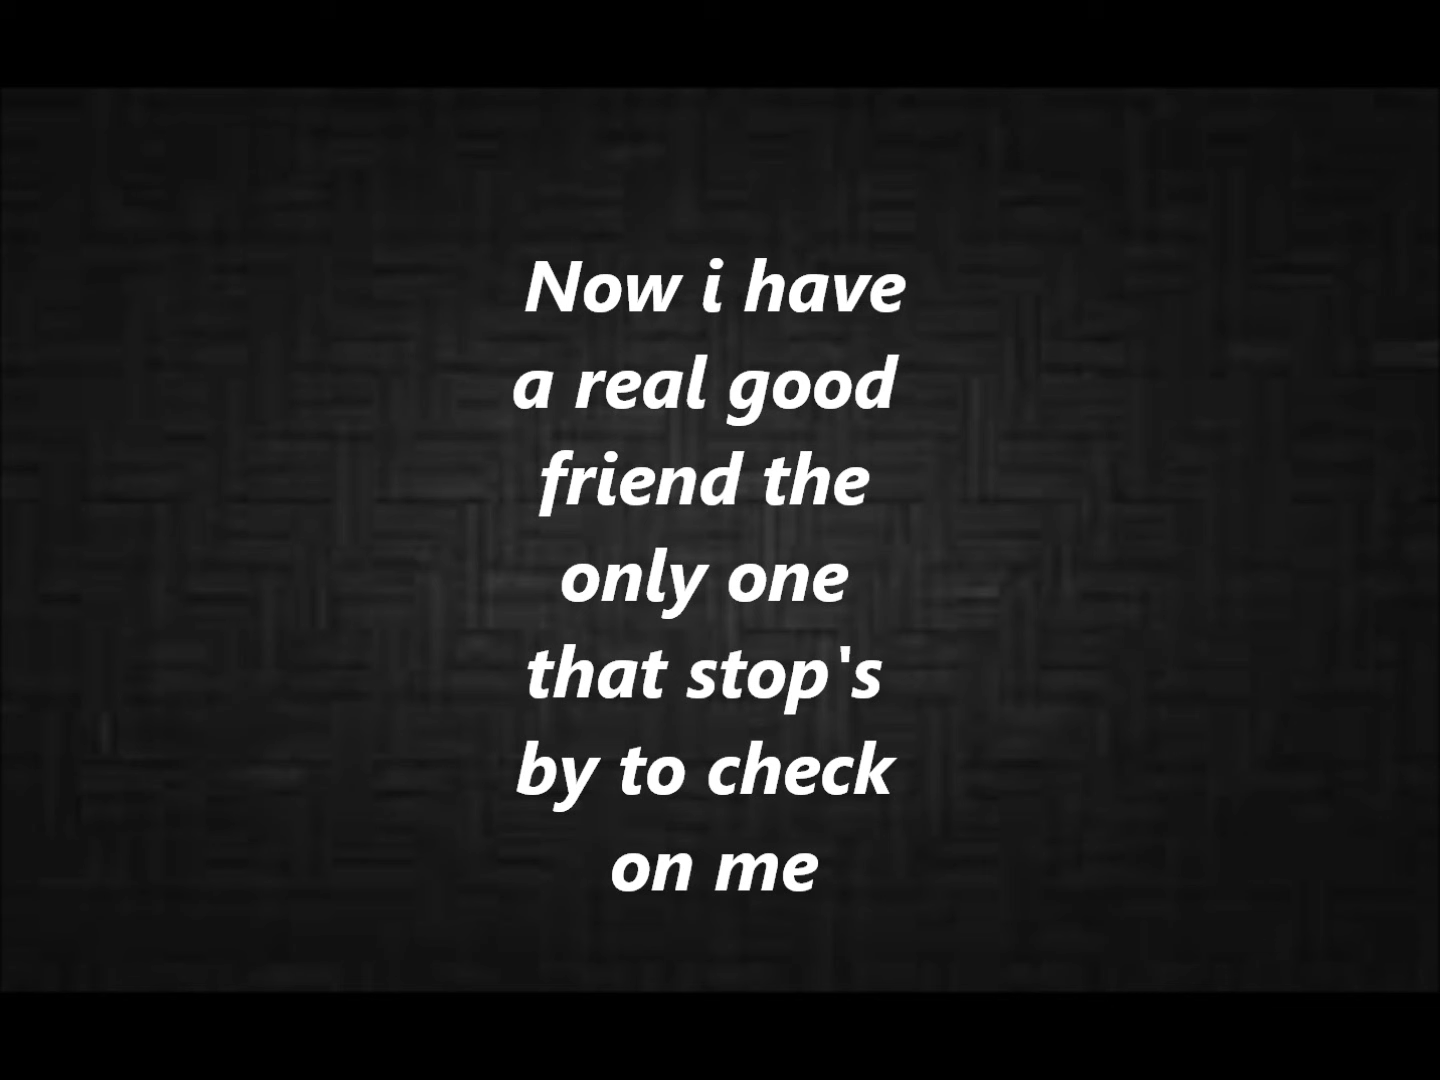 Now i have
a real good
friend the
only one
that stop's
by to check
on me